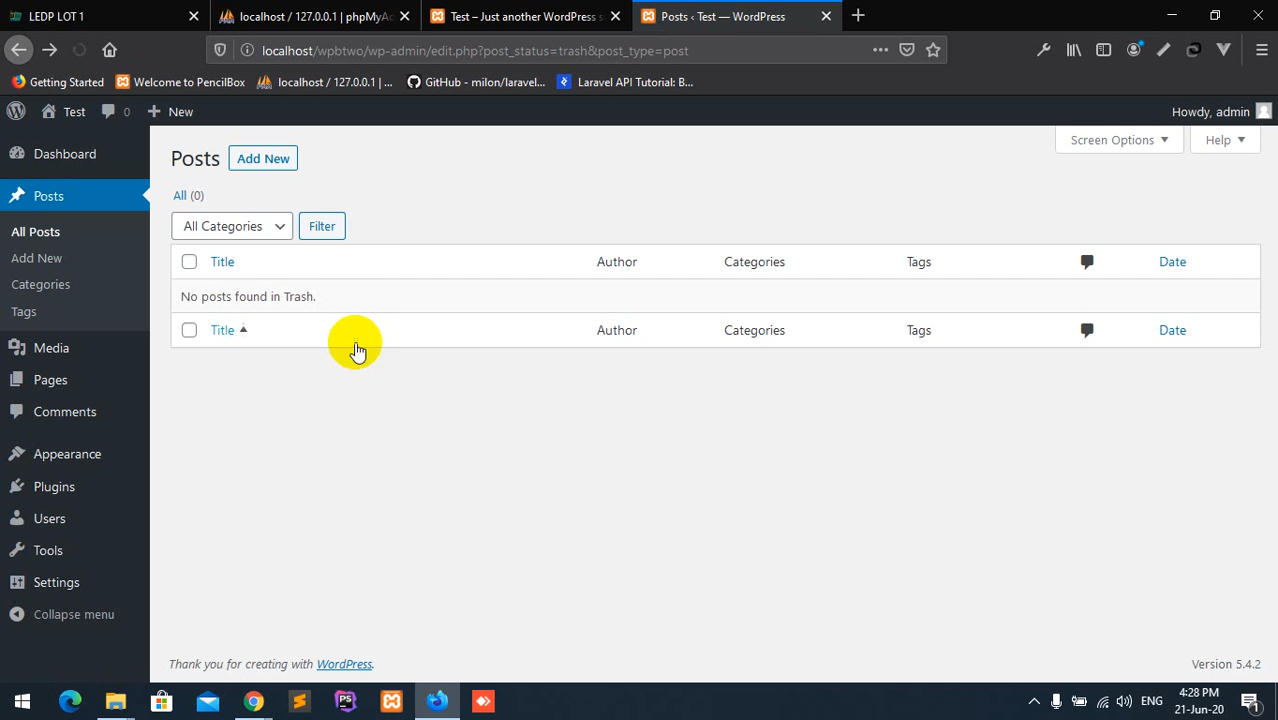 LEDP LOT 1
localhost / 127.0.0.1 | phpMyAc
Test – Just another WordPress s
Posts ‹ Test — WordPress
localhost/wpbtwo/wp-admin/edit.php?post_status=trash&post_type=post
Getting Started
Welcome to PencilBox
localhost / 127.0.0.1 | ...
GitHub - milon/laravel...
Laravel API Tutorial: B...
Test
0
New
Howdy, admin
Dashboard
Posts
All Posts
Add New
Categories
Tags
Media
Pages
Comments
Appearance
Plugins
Users
Tools
Settings
Collapse menu
Screen Options
Help
Posts
Add New
All (0)
All Categories
Filter
Title
Author
Categories
Tags
Date
No posts found in Trash.
Title
Author
Categories
Tags
Date
Thank you for creating with WordPress.
Version 5.4.2
PS
ENG
4:28 PM
21-Jun-20
1